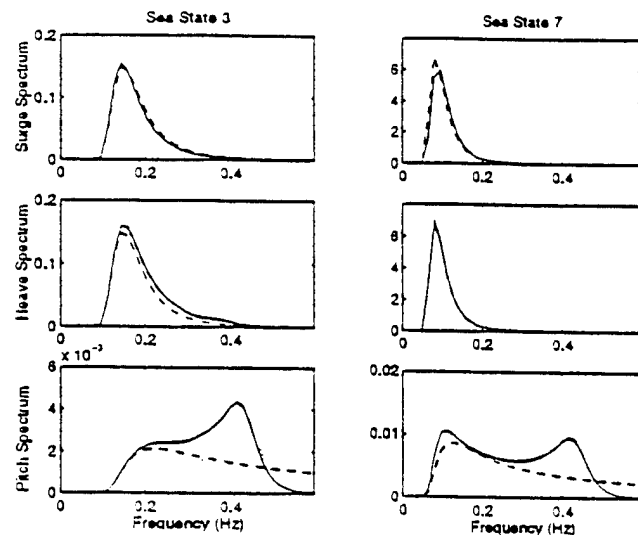 Sea State 3
Sea State 7
Surge Spectrum
0.2
0.1
0
0 0.2 0.4
6
4
2
0
0 0.2 0.4
Heave Spectrum
0.2
0.1
0
0 0.2 0.4
6
4
2
0
0 0.2 0.4
Pitch Spectrum
x 10⁻³
6
4
2
0
0 0.2 0.4
Frequency (Hz)
0.02
0.01
0
0 0.2 0.4
Frequency (Hz)